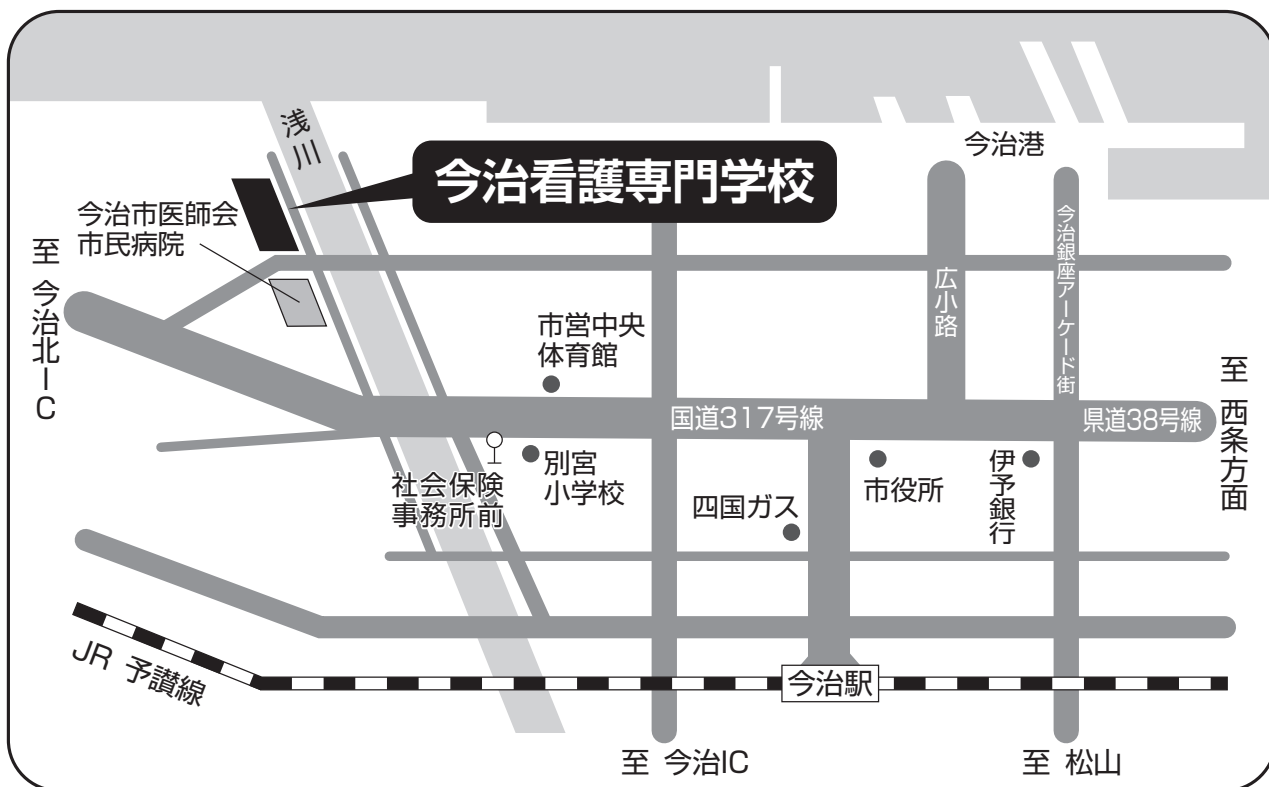 浅川
今治看護専門学校
今治港
今治市医師会
市民病院
至 今治北IC
広小路
今治銀座アーケード街
市営中央
体育館
至 西条方面
国道317号線
県道38号線
社会保険
事務所前
別宮
小学校
四国ガス
市役所
伊予銀行
JR 予讃線
今治駅
至 今治IC
至 松山